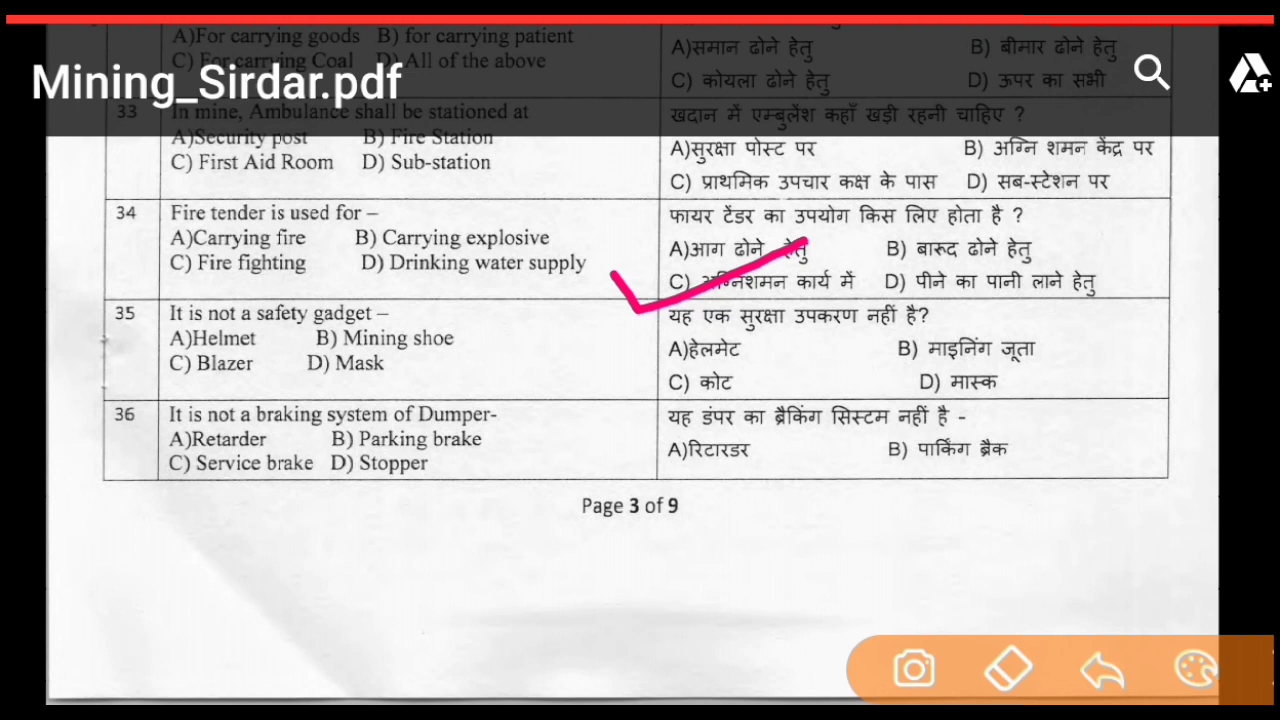 A)For carrying goods B) for carrying patient
C) For carrying Coal D) All of the above
A)समान ढोने हेतु B) बीमार ढोने हेतु
C) कोयला ढोने हेतु D) ऊपर का सभी
Mining_Sirdar.pdf
33 In mine, Ambulance shall be stationed at
A)Security post B) Fire Station
C) First Aid Room D) Sub-station
खदान में एम्बुलेंश कहाँ खड़ी रहनी चाहिए ?
A)सुरक्षा पोस्ट पर B) अग्नि शमन केंद्र पर
C) प्राथमिक उपचार कक्ष के पास D) सब-स्टेशन पर
34 Fire tender is used for –
A)Carrying fire B) Carrying explosive
C) Fire fighting D) Drinking water supply
फायर टेंडर का उपयोग किस लिए होता है ?
A)आग ढोने हेतु B) बारूद ढोने हेतु
C) अग्निशमन कार्य में D) पीने का पानी लाने हेतु
35 It is not a safety gadget –
A)Helmet B) Mining shoe
C) Blazer D) Mask
यह एक सुरक्षा उपकरण नहीं है?
A)हेलमेट B) माइनिंग जूता
C) कोट D) मास्क
36 It is not a braking system of Dumper-
A)Retarder B) Parking brake
C) Service brake D) Stopper
यह डंपर का ब्रैकिंग सिस्टम नहीं है -
A)रिटारडर B) पार्किंग ब्रैक
Page 3 of 9